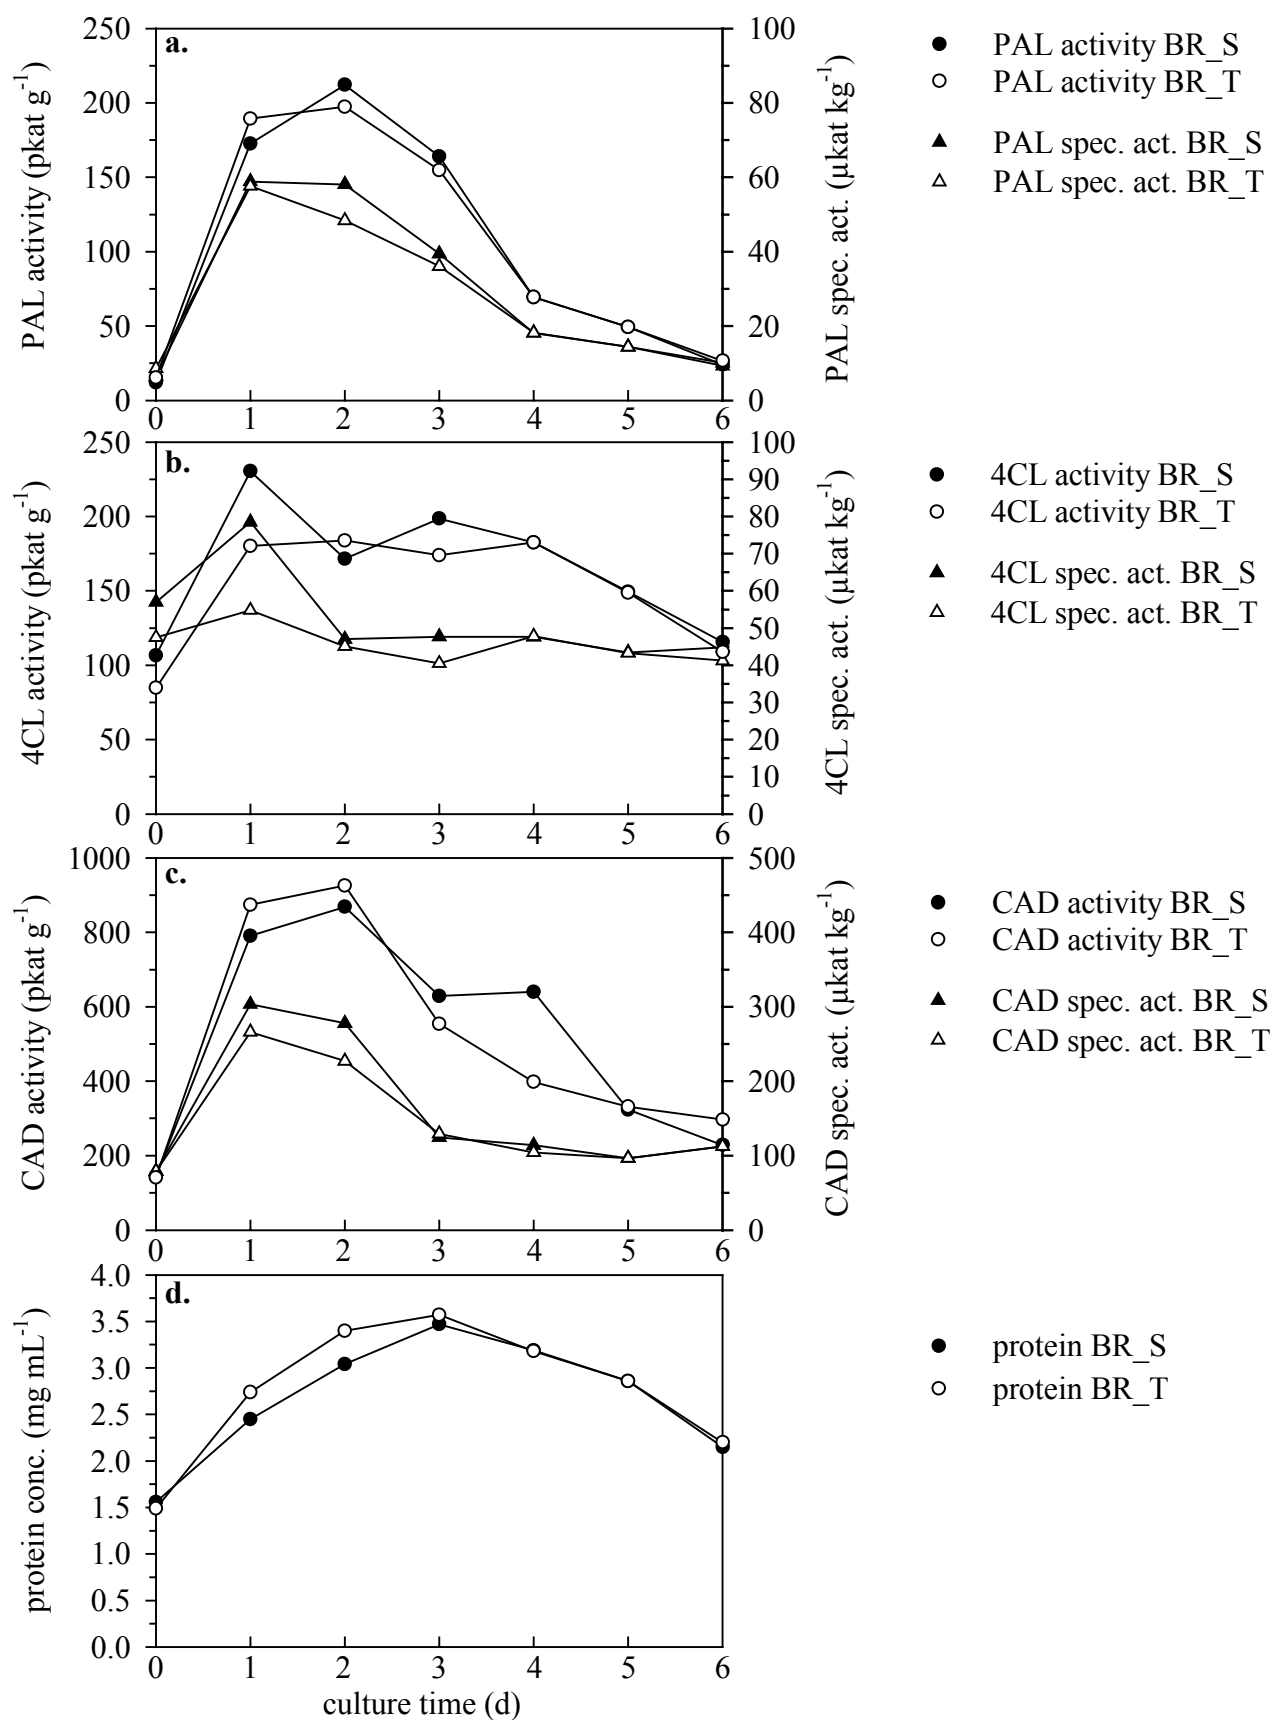 a.
PAL activity (pkat g⁻¹)
250
200
150
100
50
0
0 1 2 3 4 5 6
100
80
60
40
20
0
PAL spec. act. (µkat kg⁻¹)
PAL activity BR_S
PAL activity BR_T
PAL spec. act. BR_S
PAL spec. act. BR_T
b.
4CL activity (pkat g⁻¹)
250
200
150
100
50
0
0 1 2 3 4 5 6
100
90
80
70
60
50
40
30
20
10
0
4CL spec. act. (µkat kg⁻¹)
4CL activity BR_S
4CL activity BR_T
4CL spec. act. BR_S
4CL spec. act. BR_T
c.
CAD activity (pkat g⁻¹)
1000
800
600
400
200
0
0 1 2 3 4 5 6
500
400
300
200
100
0
CAD spec. act. (µkat kg⁻¹)
CAD activity BR_S
CAD activity BR_T
CAD spec. act. BR_S
CAD spec. act. BR_T
d.
protein conc. (mg mL⁻¹)
4.0
3.5
3.0
2.5
2.0
1.5
1.0
0.5
0.0
0 1 2 3 4 5 6
culture time (d)
protein BR_S
protein BR_T